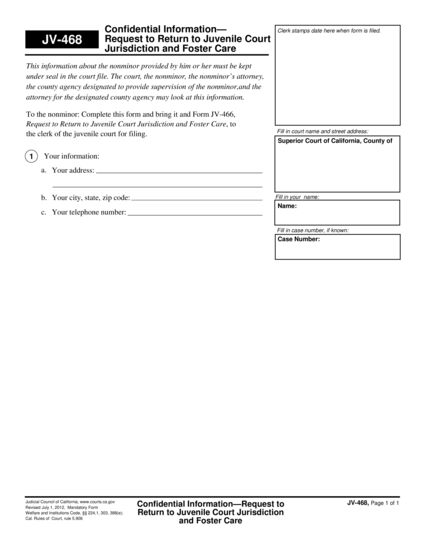 JV-468
Confidential Information—
Request to Return to Juvenile Court
Jurisdiction and Foster Care
Clerk stamps date here when form is filed.
This information about the nonminor provided by him or her must be kept
under seal in the court file. The court, the nonminor, the nonminor's attorney,
the county agency designated to provide supervision of the nonminor,and the
attorney for the designated county agency may look at this information.
To the nonminor: Complete this form and bring it and Form JV-466,
Request to Return to Juvenile Court Jurisdiction and Foster Care, to
the clerk of the juvenile court for filing.
Fill in court name and street address:
Superior Court of California, County of
1 Your information:
a. Your address:
b. Your city, state, zip code:
c. Your telephone number:
Fill in your name:
Name:
Fill in case number, if known:
Case Number:
Judicial Council of California, www.courts.ca.gov
Revised July 1, 2012, Mandatory Form
Welfare and Institutions Code, §§ 224.1, 303, 388(e);
Cal. Rules of Court, rule 5.906
Confidential Information—Request to
Return to Juvenile Court Jurisdiction
and Foster Care
JV-468, Page 1 of 1